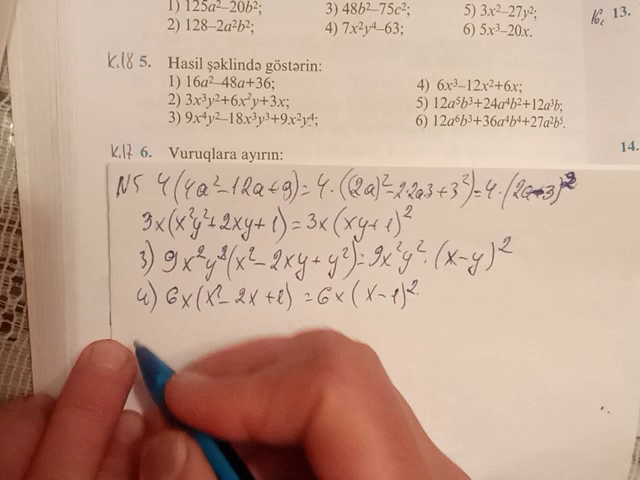 1) 125a²–20b²; 3) 48b²–75c²; 5) 3x²–27y²; 13.
2) 128–2a²b²; 4) 7x²y⁴–63; 6) 5x³–20x.
К.18 5. Hasil şəklində göstərin:
1) 16a²–48a+36; 4) 6x³–12x²+6x;
2) 3x³y²+6x²y+3x; 5) 12a⁵b³+24a⁴b²+12a³b;
3) 9x⁴y²–18x³y³+9x²y⁴; 6) 12a⁶b³+36a⁴b⁴+27a²b⁵.
К.17 6. Vuruqlara ayırın: 14.
N5 4(4a²–12a+9)=4·((2a)²–2·2a3+3²)=4·(2a–3)²
3x(x²y²+2xy+1)=3x(xy+1)²
3) 9x²y²(x²–2xy+y²)=9x²y²·(x–y)²
4) 6x(x²–2x+1)=6x(x–1)².